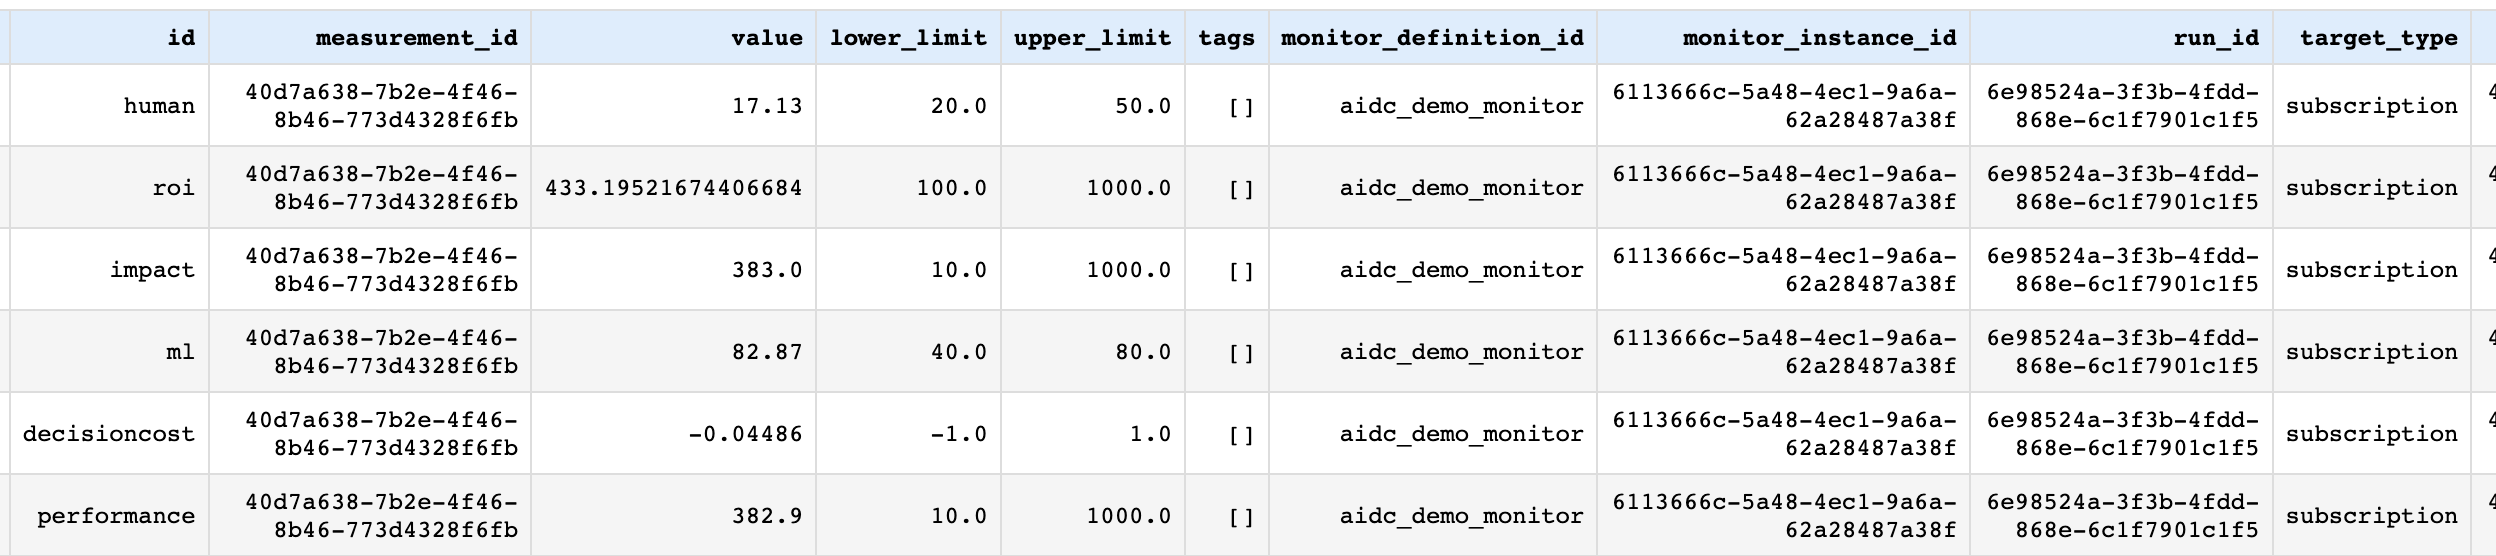 id measurement_id value lower_limit upper_limit tags monitor_definition_id monitor_instance_id run_id target_type
human 40d7a638-7b2e-4f46- 17.13 20.0 50.0 [] aidc_demo_monitor 6113666c-5a48-4ec1-9a6a- 6e98524a-3f3b-4fdd- subscription 4
8b46-773d4328f6fb 62a28487a38f 868e-6c1f7901c1f5
roi 40d7a638-7b2e-4f46- 433.19521674406684 100.0 1000.0 [] aidc_demo_monitor 6113666c-5a48-4ec1-9a6a- 6e98524a-3f3b-4fdd- subscription 4
8b46-773d4328f6fb 62a28487a38f 868e-6c1f7901c1f5
impact 40d7a638-7b2e-4f46- 383.0 10.0 1000.0 [] aidc_demo_monitor 6113666c-5a48-4ec1-9a6a- 6e98524a-3f3b-4fdd- subscription 4
8b46-773d4328f6fb 62a28487a38f 868e-6c1f7901c1f5
ml 40d7a638-7b2e-4f46- 82.87 40.0 80.0 [] aidc_demo_monitor 6113666c-5a48-4ec1-9a6a- 6e98524a-3f3b-4fdd- subscription 4
8b46-773d4328f6fb 62a28487a38f 868e-6c1f7901c1f5
decisioncost 40d7a638-7b2e-4f46- -0.04486 -1.0 1.0 [] aidc_demo_monitor 6113666c-5a48-4ec1-9a6a- 6e98524a-3f3b-4fdd- subscription 4
8b46-773d4328f6fb 62a28487a38f 868e-6c1f7901c1f5
performance 40d7a638-7b2e-4f46- 382.9 10.0 1000.0 [] aidc_demo_monitor 6113666c-5a48-4ec1-9a6a- 6e98524a-3f3b-4fdd- subscription 4
8b46-773d4328f6fb 62a28487a38f 868e-6c1f7901c1f5